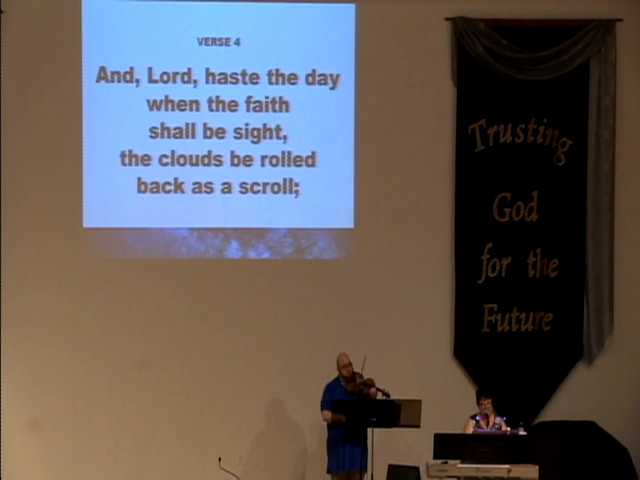 VERSE 4
And, Lord, haste the day
when the faith
shall be sight,
the clouds be rolled
back as a scroll;
Trusting
God
for the
Future